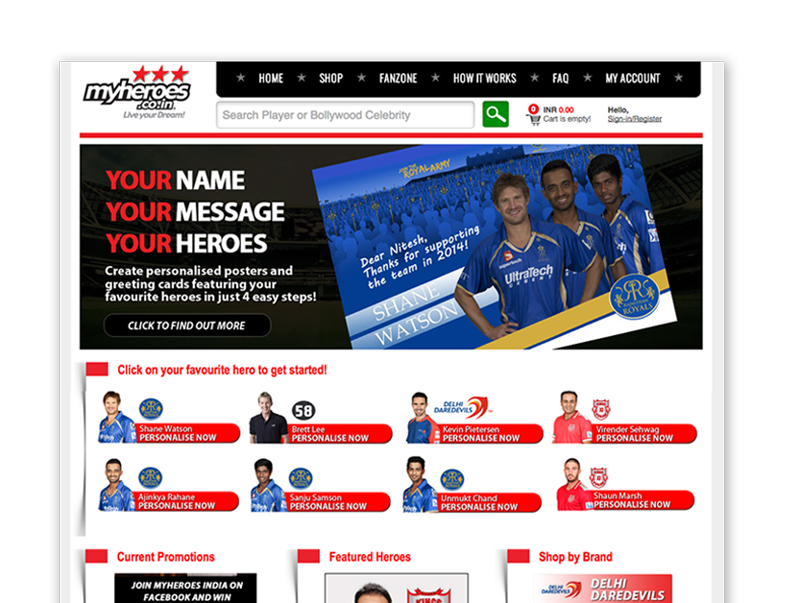 myheroes
.co.in
Live your Dream!
HOME SHOP FANZONE HOW IT WORKS FAQ MY ACCOUNT
Search Player or Bollywood Celebrity
0 INR 0.00
Cart is empty!
Hello,
Sign-in/Register
YOUR NAME
YOUR MESSAGE
YOUR HEROES
Create personalised posters and
greeting cards featuring your
favourite heroes in just 4 easy steps!
CLICK TO FIND OUT MORE
ROYAL ARMY
Dear Nitesh,
Thanks for supporting
the team in 2014!
SHANE
WATSON
UltraTech
CEMENT
RR
ROYALS
Click on your favourite hero to get started!
Shane Watson
PERSONALISE NOW
58
Brett Lee
PERSONALISE NOW
DELHI
DAREDEVILS
Kevin Pietersen
PERSONALISE NOW
Virender Sehwag
PERSONALISE NOW
Ajinkya Rahane
PERSONALISE NOW
Sanju Samson
PERSONALISE NOW
Unmukt Chand
PERSONALISE NOW
Shaun Marsh
PERSONALISE NOW
Current Promotions
Featured Heroes
Shop by Brand
JOIN MYHEROES INDIA ON
FACEBOOK AND WIN
KINGS
DELHI
DAREDEVILS
DELHI
DAREDEVILS